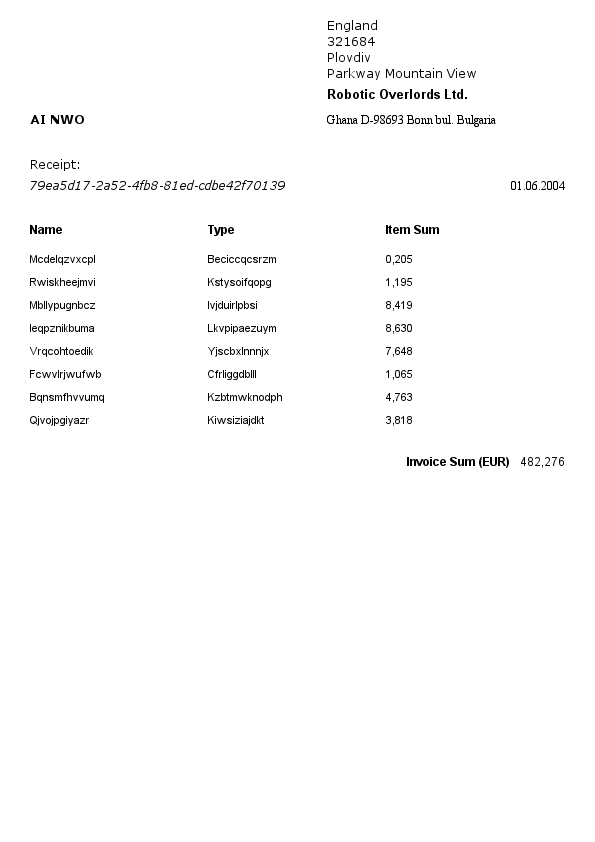 England
321684
Plovdiv
Parkway Mountain View
Robotic Overlords Ltd.
AI NWO
Ghana D-98693 Bonn bul. Bulgaria
Receipt:
79ea5d17-2a52-4fb8-81ed-cdbe42f70139 01.06.2004
Name Type Item Sum
Mcdelqzvxcpl Beciccqcsrzm 0,205
Rwiskheejmvi Kstysoifqopg 1,195
Mbllypugnbcz Ivjduirlpbsi 8,419
Ieqpznikbuma Lkvpipaezuym 8,630
Vrqcohtoedik Yjscbxlnnnjx 7,648
Fcwvlrjwufwb Cfrliggdblll 1,065
Bqnsmfhvvumq Kzbtmwknodph 4,763
Qjvojpgiyazr Kiwsiziajdkt 3,818
Invoice Sum (EUR) 482,276